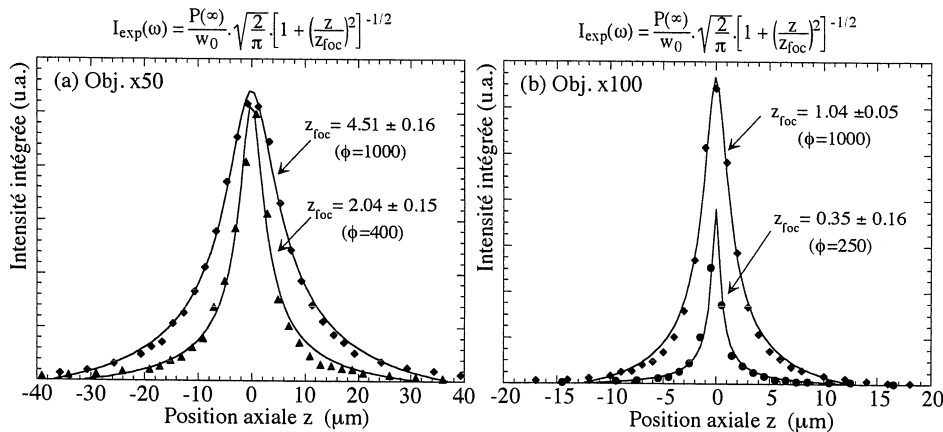 I_exp(ω) = P(∞)/w_0 . √(2/π) . [1 + (z/z_foc)^2]^-1/2
I_exp(ω) = P(∞)/w_0 . √(2/π) . [1 + (z/z_foc)^2]^-1/2
Intensité intégrée (u.a.)
(a) Obj. x50
z_foc= 4.51 ± 0.16
(ϕ=1000)
z_foc= 2.04 ± 0.15
(ϕ=400)
-40 -30 -20 -10 0 10 20 30 40
Position axiale z (µm)
Intensité intégrée (u.a.)
(b) Obj. x100
z_foc= 1.04 ±0.05
(ϕ=1000)
z_foc= 0.35 ± 0.16
(ϕ=250)
-20 -15 -10 -5 0 5 10 15 20
Position axiale z (µm)